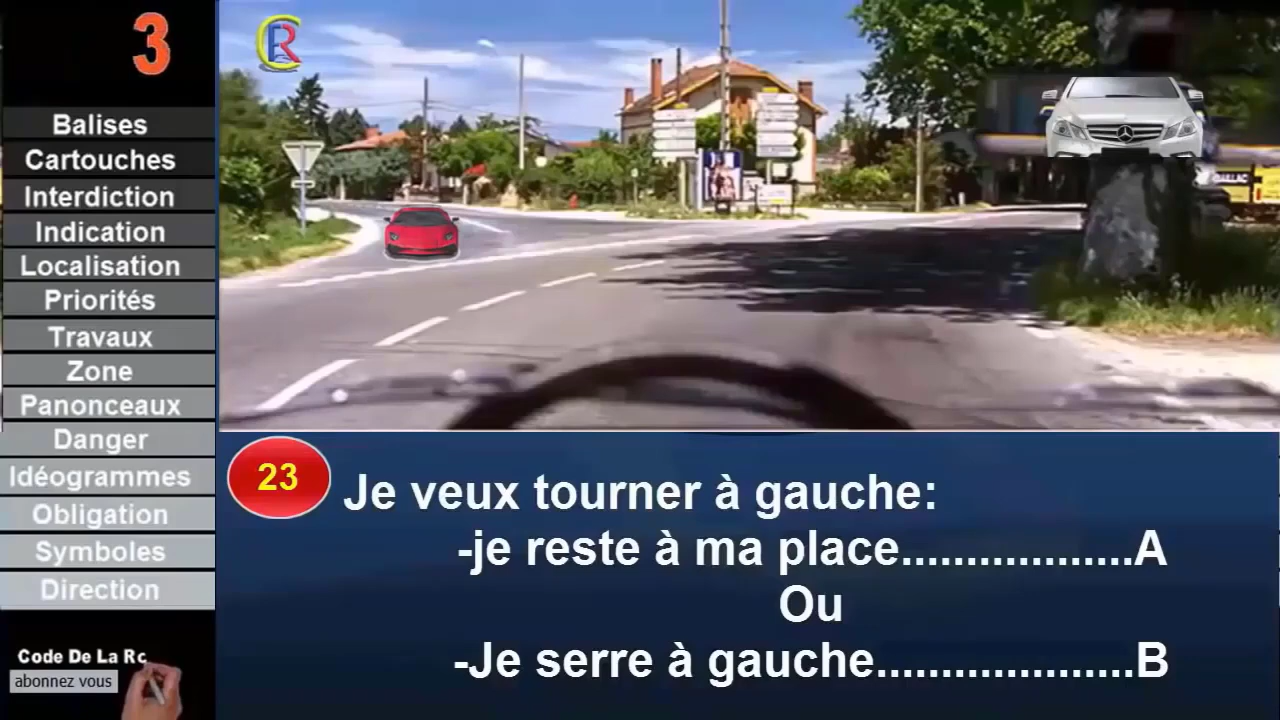 3
Balises
Cartouches
Interdiction
Indication
Localisation
Priorités
Travaux
Zone
Panonceaux
Danger
Idéogrammes
Obligation
Symboles
Direction
Code De La Rc
abonnez vous
CR
23
Je veux tourner à gauche:
-je reste à ma place..................A
Ou
-Je serre à gauche....................B